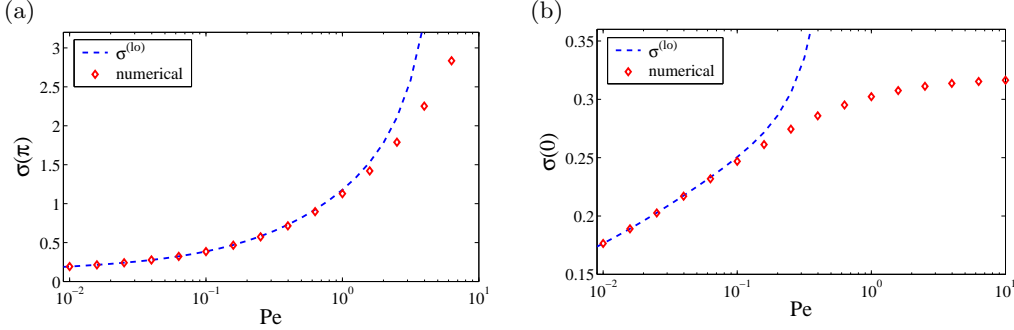 (a)
3
2.5
2
1.5
1
0.5
0
σ(π)
σ^(lo)
numerical
10^-2
10^-1
10^0
10^1
Pe
(b)
0.35
0.3
0.25
0.2
0.15
σ(0)
σ^(lo)
numerical
10^-2
10^-1
10^0
10^1
Pe